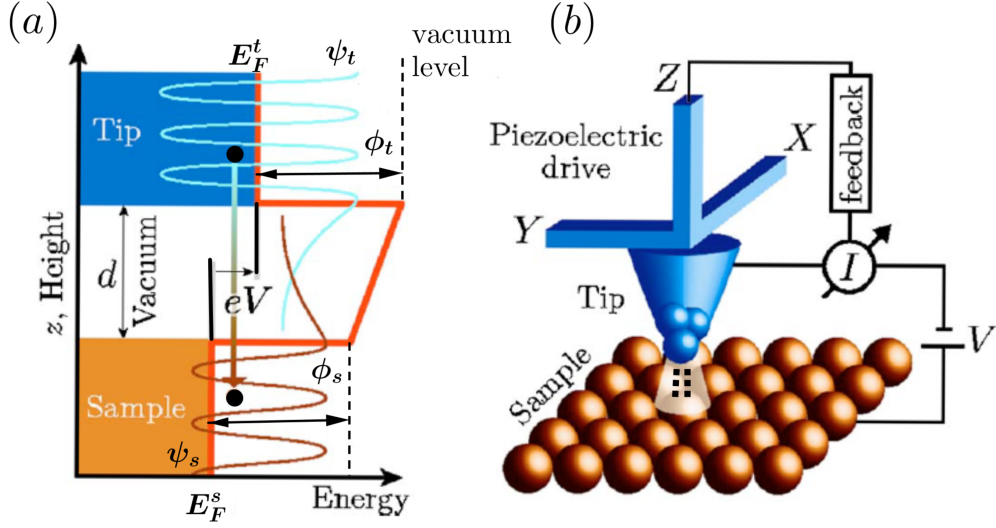 (a)
E_F^t
ψ_t
vacuum
level
Tip
ϕ_t
z, Height
d
Vacuum
eV
Sample
ϕ_s
ψ_s
E_F^s
Energy
(b)
Z
Piezoelectric
drive
X
Y
feedback
I
Tip
V
Sample